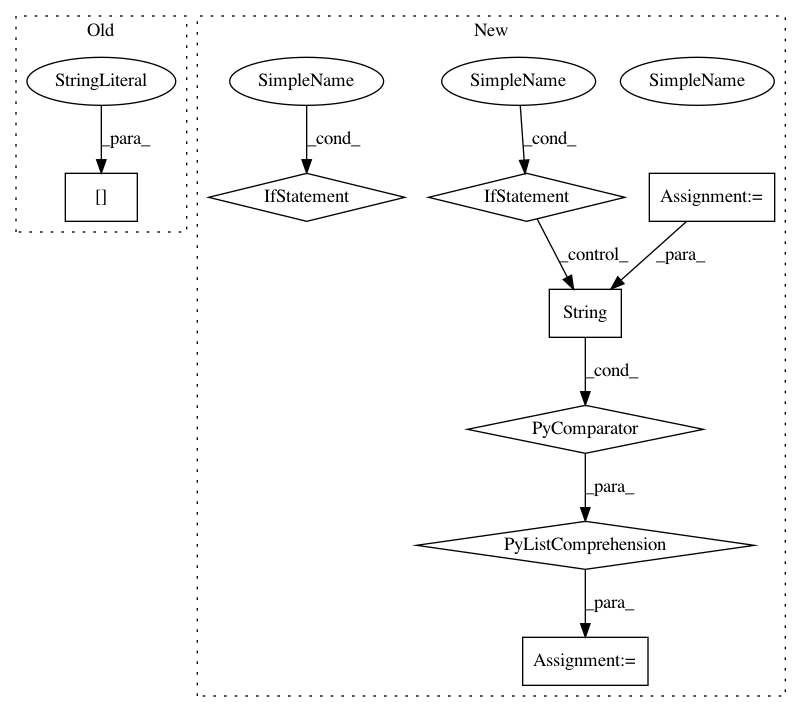 Old
New
StringLiteral
SimpleName
SimpleName
SimpleName
_para_
_cond_
_cond_
[]
IfStatement
IfStatement
Assignment:=
_control_
_para_
String
_cond_
PyComparator
_para_
PyListComprehension
_para_
Assignment:=